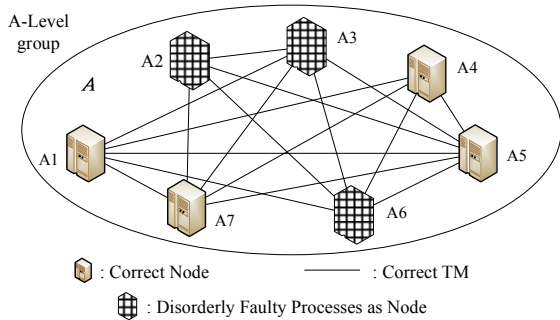 A-Level
group
A
A1
A2
A3
A4
A5
A6
A7
: Correct Node
: Correct TM
: Disorderly Faulty Processes as Node